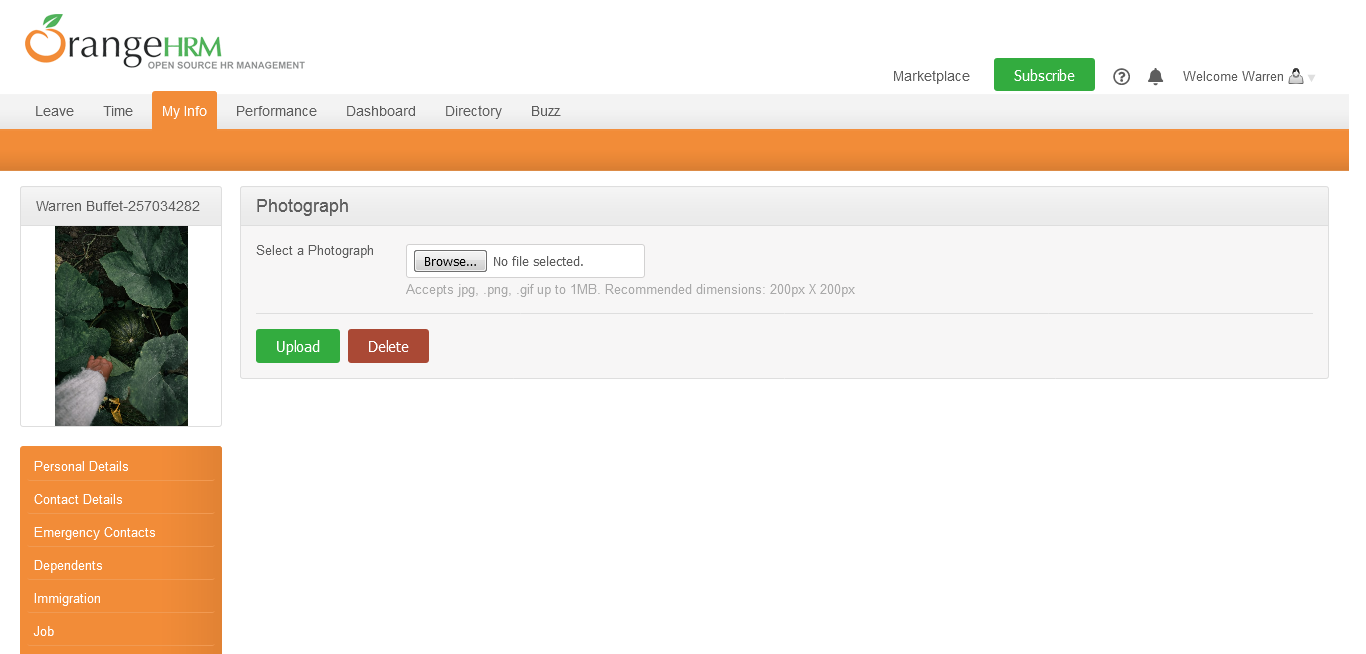 OrangeHRM
OPEN SOURCE HR MANAGEMENT
Marketplace
Subscribe
Welcome Warren
Leave
Time
My Info
Performance
Dashboard
Directory
Buzz
Warren Buffet-257034282
Photograph
Select a Photograph
Browse... No file selected.
Accepts jpg, .png, .gif up to 1MB. Recommended dimensions: 200px X 200px
Upload
Delete
Personal Details
Contact Details
Emergency Contacts
Dependents
Immigration
Job